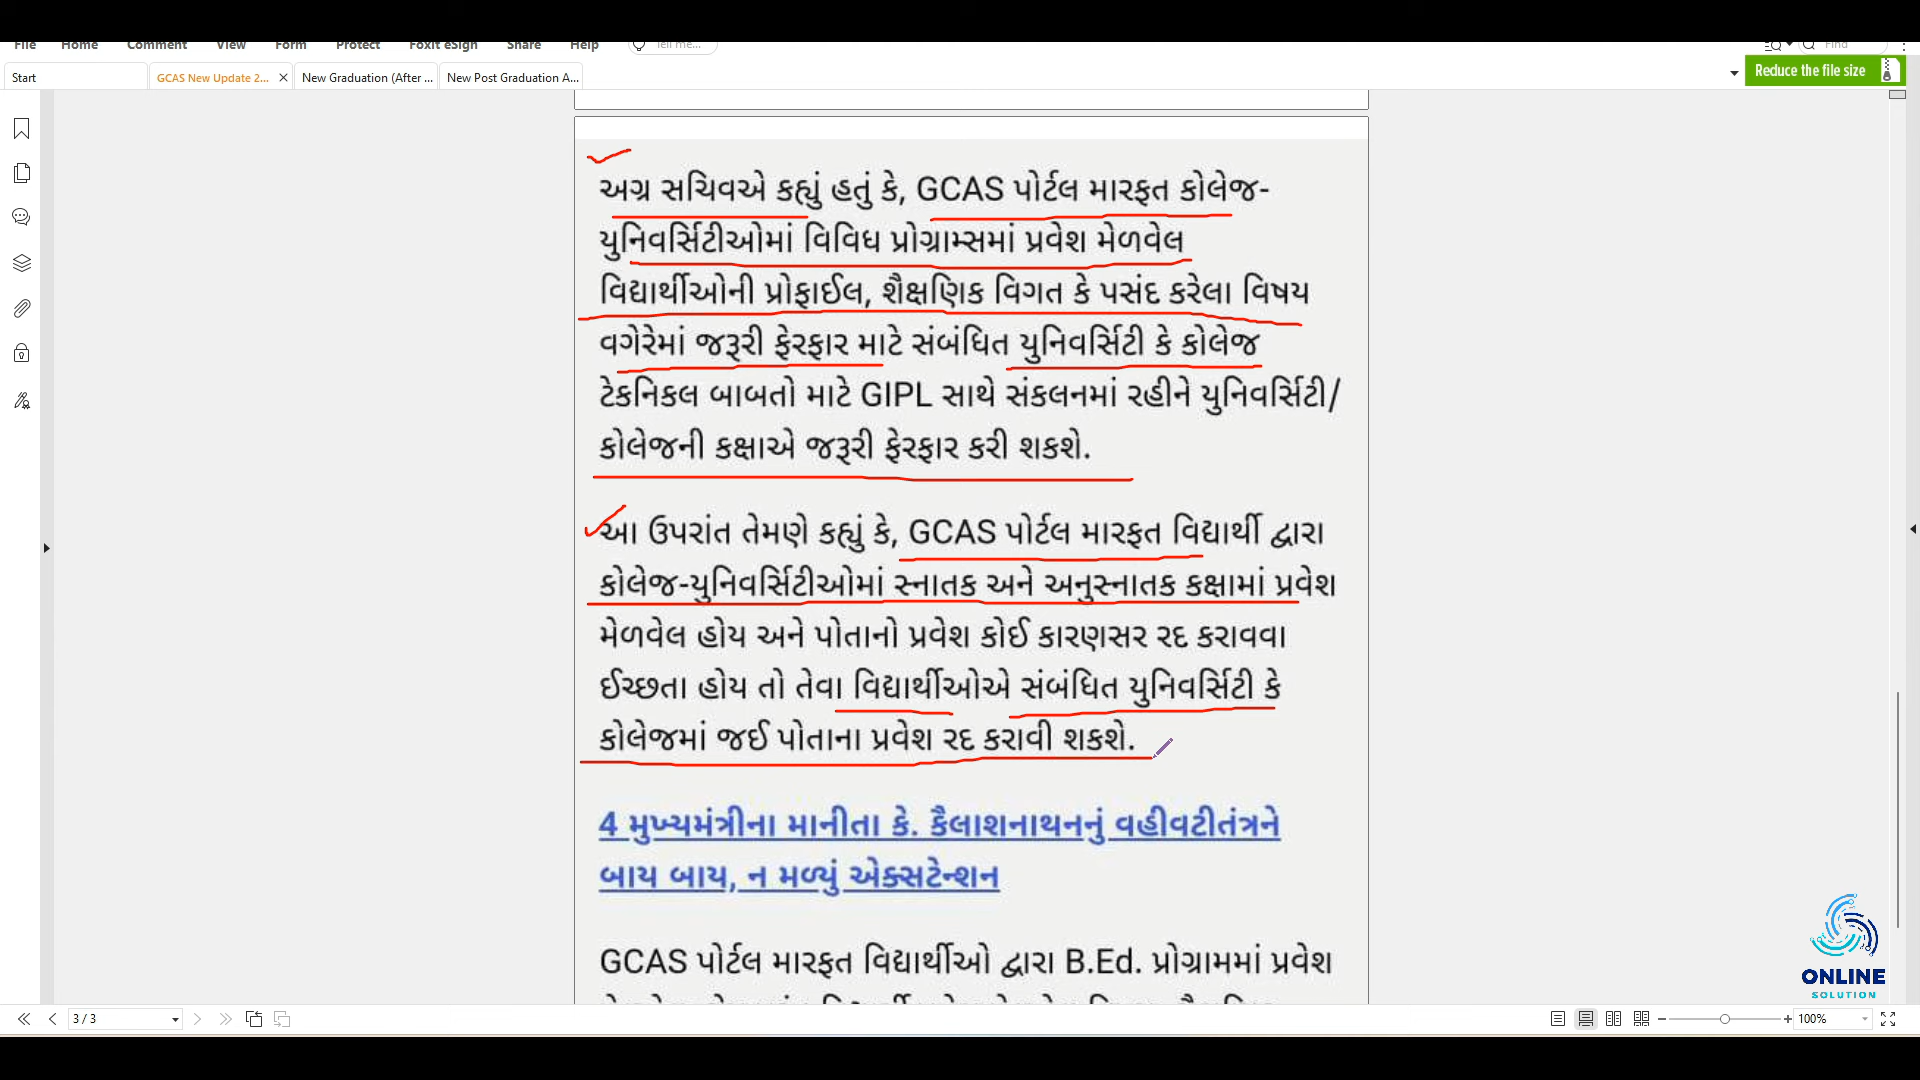 File Home Comment View Form Protect Foxit eSign Share Help Tell me... Find
Start GCAS New Update 2... New Graduation (After ... New Post Graduation A... Reduce the file size
અગ્ર સચિવએ કહ્યું હતું કે, GCAS પોર્ટલ મારફત કોલેજ-
યુનિવર્સિટીઓમાં વિવિધ પ્રોગ્રામ્સમાં પ્રવેશ મેળવેલ
વિદ્યાર્થીઓની પ્રોફાઈલ, શૈક્ષણિક વિગત કે પસંદ કરેલા વિષય
વગેરેમાં જરૂરી ફેરફાર માટે સંબંધિત યુનિવર્સિટી કે કોલેજ
ટેકનિકલ બાબતો માટે GIPL સાથે સંકલનમાં રહીને યુનિવર્સિટી/
કોલેજની કક્ષાએ જરૂરી ફેરફાર કરી શકશે.
આ ઉપરાંત તેમણે કહ્યું કે, GCAS પોર્ટલ મારફત વિદ્યાર્થી દ્વારા
કોલેજ-યુનિવર્સિટીઓમાં સ્નાતક અને અનુસ્નાતક કક્ષામાં પ્રવેશ
મેળવેલ હોય અને પોતાનો પ્રવેશ કોઈ કારણસર રદ કરાવવા
ઈચ્છતા હોય તો તેવા વિદ્યાર્થીઓએ સંબંધિત યુનિવર્સિટી કે
કોલેજમાં જઈ પોતાના પ્રવેશ રદ કરાવી શકશે.
4 મુખ્યમંત્રીના માનીતા કે. કૈલાશનાથનનું વહીવટીતંત્રને
બાય બાય, ન મળ્યું એક્સટેન્શન
GCAS પોર્ટલ મારફત વિદ્યાર્થીઓ દ્વારા B.Ed. પ્રોગ્રામમાં પ્રવેશ
ONLINE
SOLUTION
3 / 3 100%